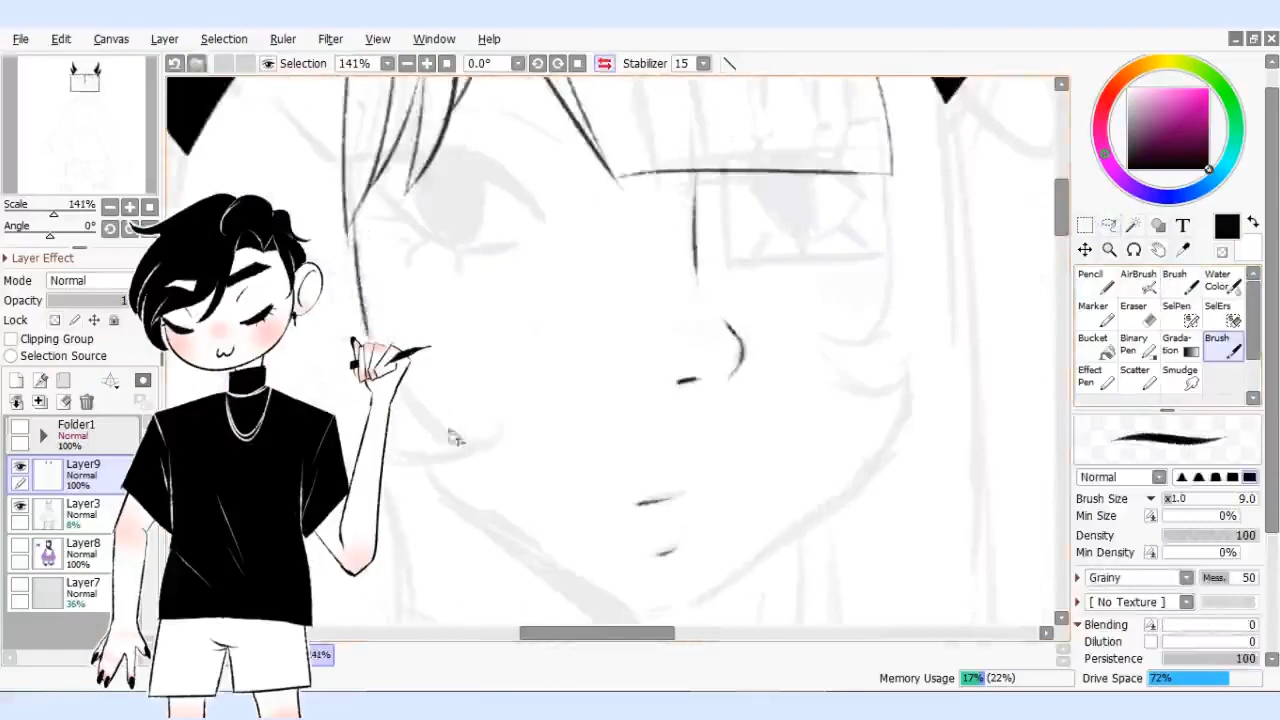 File Edit Canvas Layer Selection Ruler Filter View Window Help
Selection 141% 0.0° Stabilizer 15
Scale 141%
Angle 0°
Layer Effect
Mode Normal
Opacity
Lock
Clipping Group
Selection Source
Folder1
Normal
100%
Layer9
Normal
100%
Layer3
Normal
8%
Layer8
Normal
100%
Layer7
Normal
36%
T
Pencil AirBrush Brush Water Color
Marker Eraser SelPen SelErs
Bucket Binary Pen Grada-tion Brush
Effect Pen Scatter Smudge
Normal
Brush Size x1.0 9.0
Min Size 0%
Density 100
Min Density 0%
Grainy 50
[ No Texture ]
Blending 0
Dilution 0
Persistence 100
Memory Usage 17% (22%) Drive Space 72%